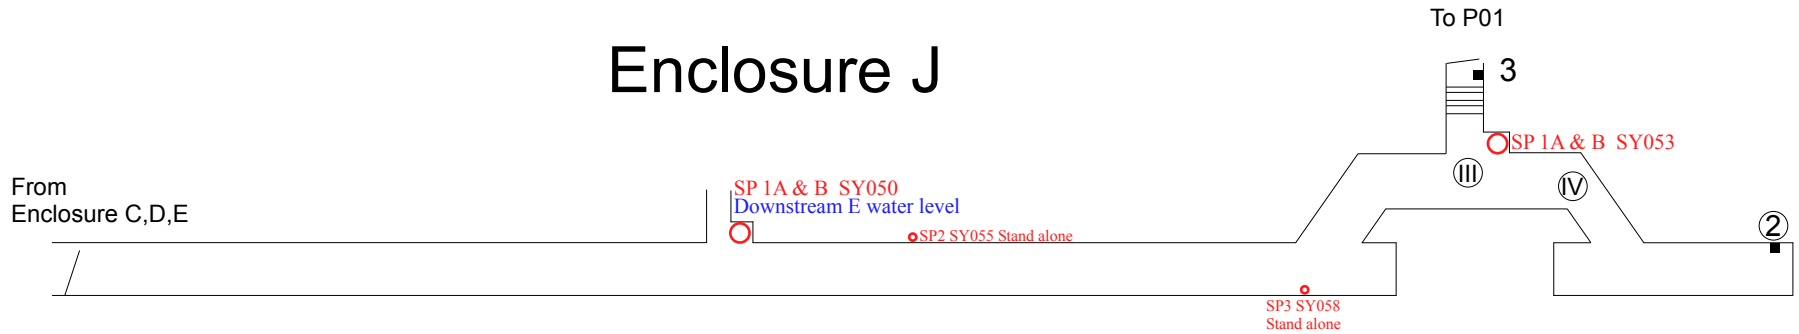 To P01
Enclosure J
3
SP 1A & B  SY053
III
IV
From
Enclosure C,D,E
SP 1A & B  SY050
Downstream E water level
2
SP2 SY055 Stand alone
SP3 SY058
Stand alone